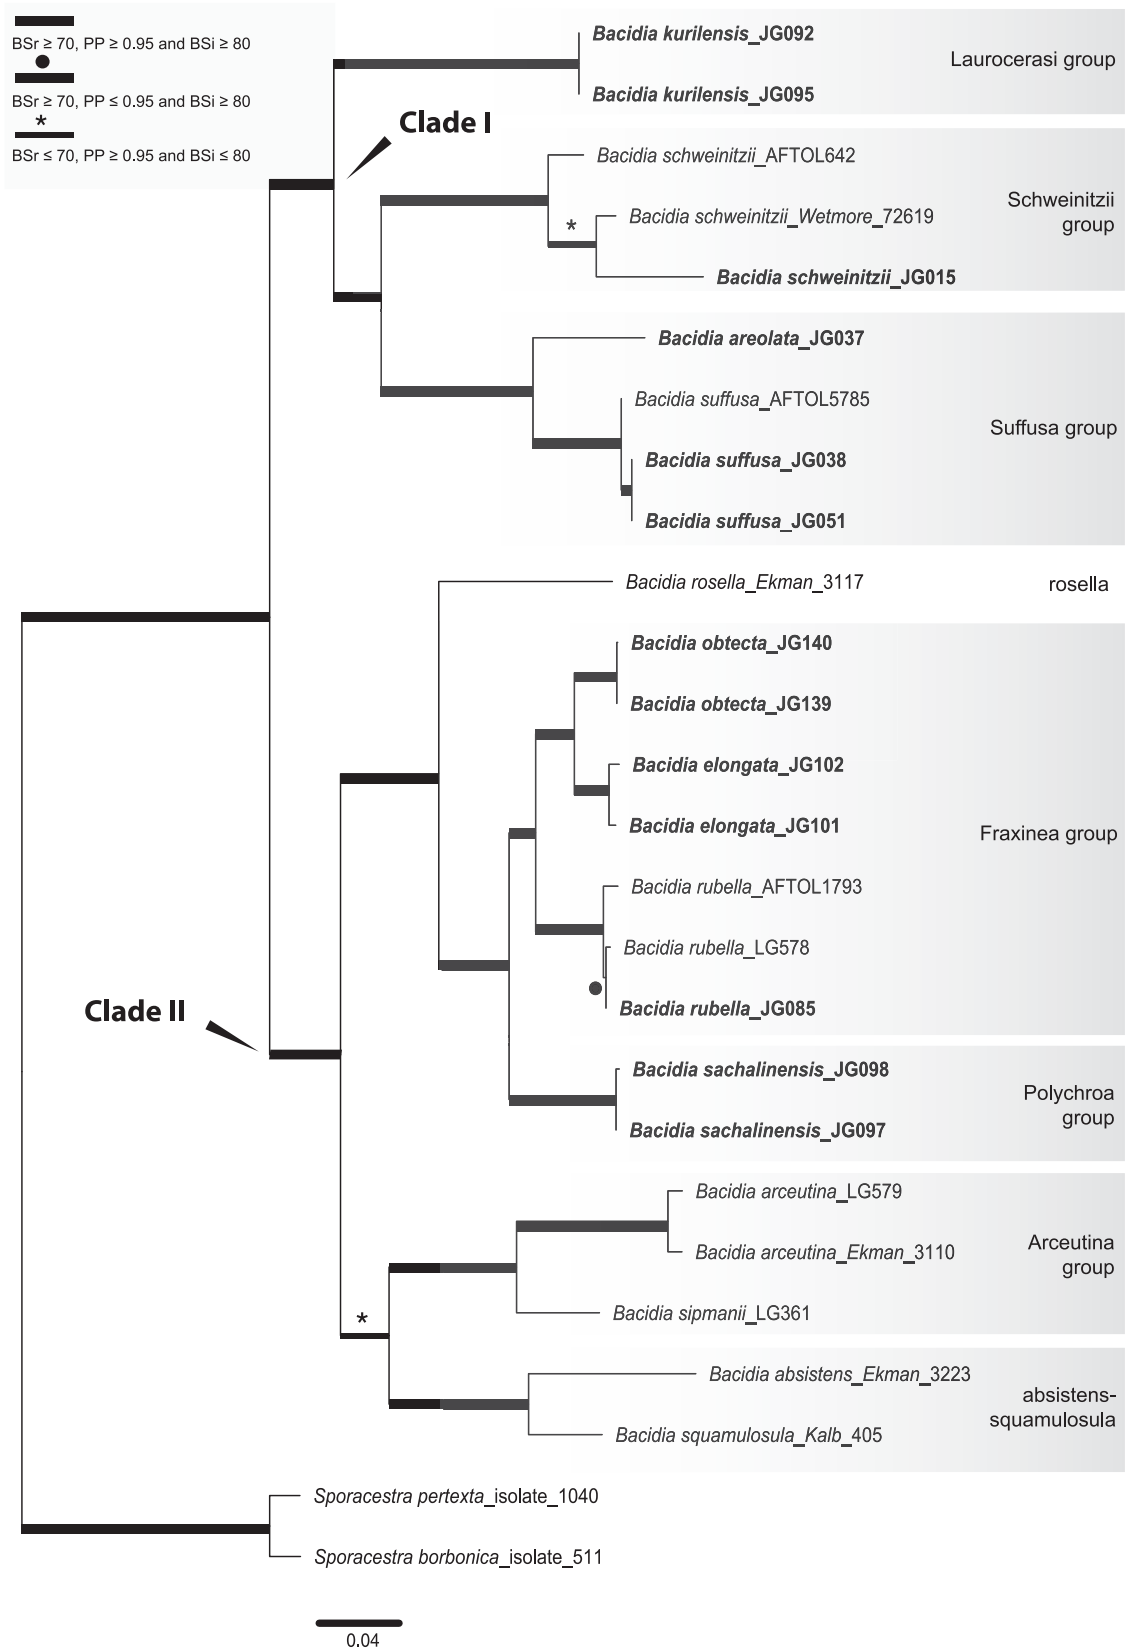 BSr ≥ 70, PP ≥ 0.95 and BSi ≥ 80
BSr ≥ 70, PP ≤ 0.95 and BSi ≥ 80
*
BSr ≤ 70, PP ≥ 0.95 and BSi ≤ 80
Clade I
Bacidia kurilensis_JG092
Laurocerasi group
Bacidia kurilensis_JG095
Bacidia schweinitzii_AFTOL642
Schweinitzii
group
Bacidia schweinitzii_Wetmore_72619
*
Bacidia schweinitzii_JG015
Bacidia areolata_JG037
Bacidia suffusa_AFTOL5785
Suffusa group
Bacidia suffusa_JG038
Bacidia suffusa_JG051
Bacidia rosella_Ekman_3117
rosella
Bacidia obtecta_JG140
Bacidia obtecta_JG139
Bacidia elongata_JG102
Bacidia elongata_JG101
Fraxinea group
Bacidia rubella_AFTOL1793
Bacidia rubella_LG578
Bacidia rubella_JG085
Clade II
Bacidia sachalinensis_JG098
Polychroa
group
Bacidia sachalinensis_JG097
Bacidia arceutina_LG579
Bacidia arceutina_Ekman_3110
Arceutina
group
Bacidia sipmanii_LG361
*
Bacidia absistens_Ekman_3223
absistens-
squamulosula
Bacidia squamulosula_Kalb_405
Sporacestra pertexta_isolate_1040
Sporacestra borbonica_isolate_511
0.04